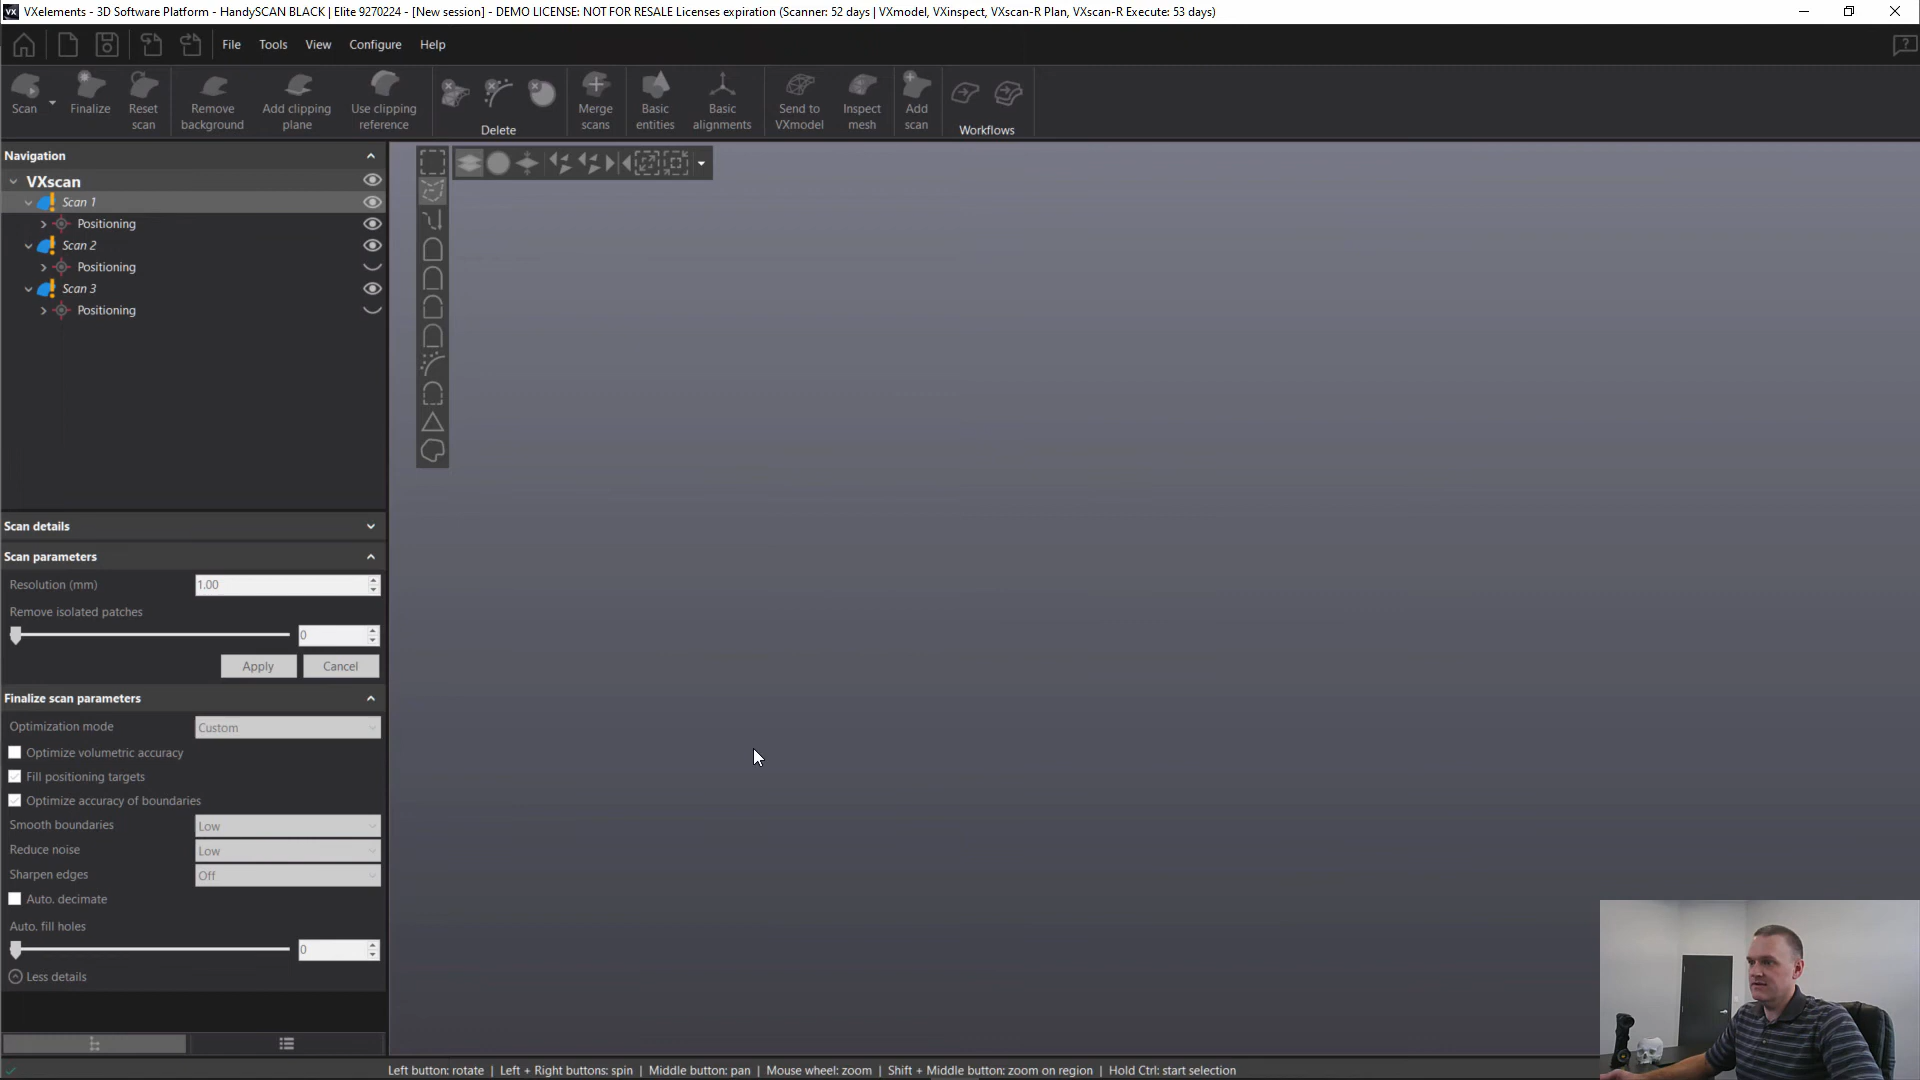 VX VXelements - 3D Software Platform - HandySCAN BLACK | Elite 9270224 - [New session] - DEMO LICENSE: NOT FOR RESALE Licenses expiration (Scanner: 52 days | VXmodel, VXinspect, VXscan-R Plan, VXscan-R Execute: 53 days)
File Tools View Configure Help
Scan Finalize Reset scan Remove background Add clipping plane Use clipping reference Delete Merge scans Basic entities Basic alignments Send to VXmodel Inspect mesh Add scan Workflows
Navigation
VXscan
Scan 1
Positioning
Scan 2
Positioning
Scan 3
Positioning
Scan details
Scan parameters
Resolution (mm) 1.00
Remove isolated patches
0
Apply Cancel
Finalize scan parameters
Optimization mode Custom
Optimize volumetric accuracy
Fill positioning targets
Optimize accuracy of boundaries
Smooth boundaries Low
Reduce noise Low
Sharpen edges Off
Auto. decimate
Auto. fill holes
0
Less details
Left button: rotate | Left + Right buttons: spin | Middle button: pan | Mouse wheel: zoom | Shift + Middle button: zoom on region | Hold Ctrl: start selection